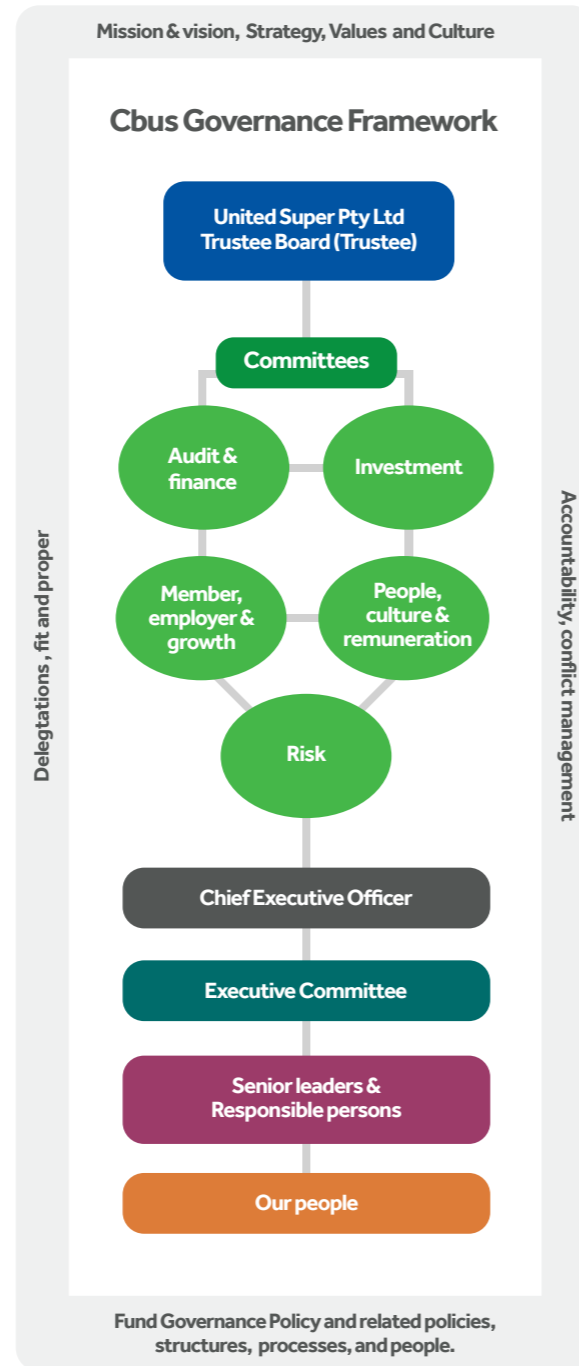 Mission & vision, Strategy, Values and Culture
Cbus Governance Framework
United Super Pty Ltd
Trustee Board (Trustee)
Committees
Audit &
finance
Investment
Member,
employer &
growth
People,
culture &
remuneration
Risk
Chief Executive Officer
Executive Committee
Senior leaders &
Responsible persons
Our people
Delegtations , fit and proper
Accountability, conflict management
Fund Governance Policy and related policies,
structures, processes, and people.